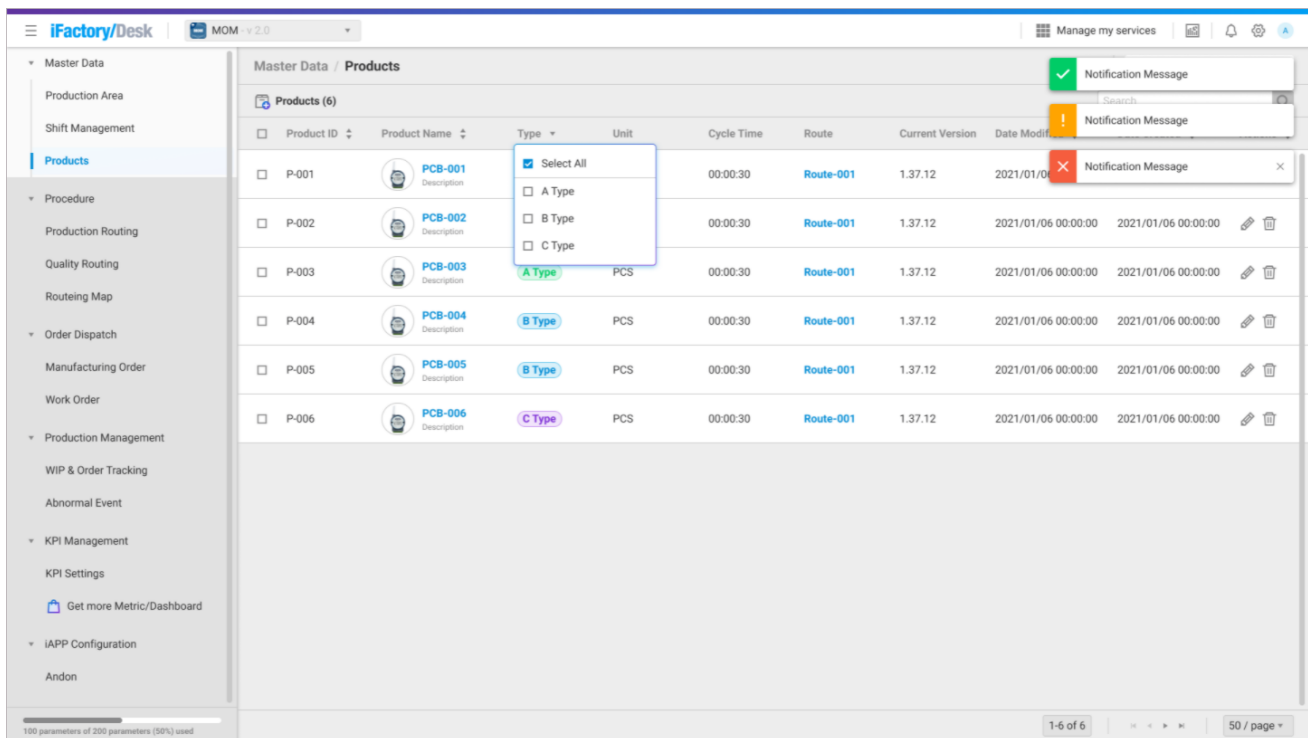 iFactory/Desk
MOM - v 2.0
Manage my services
A
Master Data
Production Area
Shift Management
Products
Procedure
Production Routing
Quality Routing
Routeing Map
Order Dispatch
Manufacturing Order
Work Order
Production Management
WIP & Order Tracking
Abnormal Event
KPI Management
KPI Settings
Get more Metric/Dashboard
iAPP Configuration
Andon
100 parameters of 200 parameters (50%) used
Master Data / Products
Products (6)
Search
Notification Message
Notification Message
Notification Message
Product ID Product Name Type Unit Cycle Time Route Current Version Date Modified
Select All
A Type
B Type
C Type
P-001 PCB-001 00:00:30 Route-001 1.37.12 2021/01/0
Description
P-002 PCB-002 00:00:30 Route-001 1.37.12 2021/01/06 00:00:00 2021/01/06 00:00:00
Description
P-003 PCB-003 A Type PCS 00:00:30 Route-001 1.37.12 2021/01/06 00:00:00 2021/01/06 00:00:00
Description
P-004 PCB-004 B Type PCS 00:00:30 Route-001 1.37.12 2021/01/06 00:00:00 2021/01/06 00:00:00
Description
P-005 PCB-005 B Type PCS 00:00:30 Route-001 1.37.12 2021/01/06 00:00:00 2021/01/06 00:00:00
Description
P-006 PCB-006 C Type PCS 00:00:30 Route-001 1.37.12 2021/01/06 00:00:00 2021/01/06 00:00:00
Description
1-6 of 6
50 / page